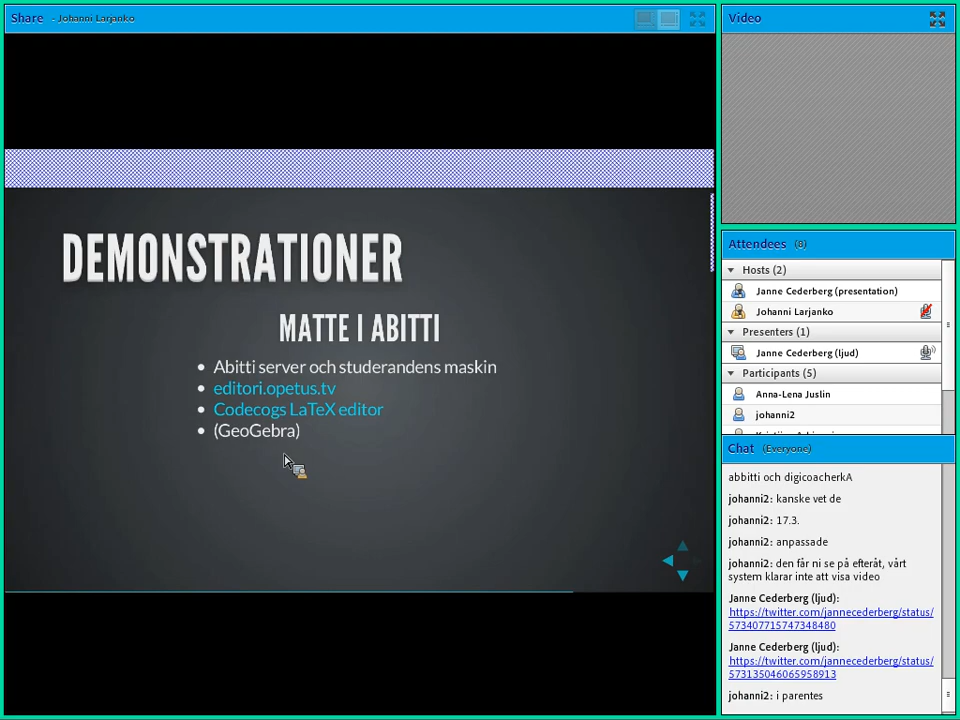 Share - Johanni Larjanko
DEMONSTRATIONER
MATTE I ABITTI
Abitti server och studerandens maskin
editori.opetus.tv
Codecogs LaTeX editor
(GeoGebra)
Video
Attendees (8)
Hosts (2)
Janne Cederberg (presentation)
Johanni Larjanko
Presenters (1)
Janne Cederberg (ljud)
Participants (5)
Anna-Lena Juslin
johanni2
Chat (Everyone)
abbitti och digicoacherkA
johanni2: kanske vet de
johanni2: 17.3.
johanni2: anpassade
johanni2: den får ni se på efteråt, vårt
system klarar inte att visa video
Janne Cederberg (ljud):
https://twitter.com/jannecederberg/status/
573407715747348480
Janne Cederberg (ljud):
https://twitter.com/jannecederberg/status/
573135046065958913
johanni2: i parentes